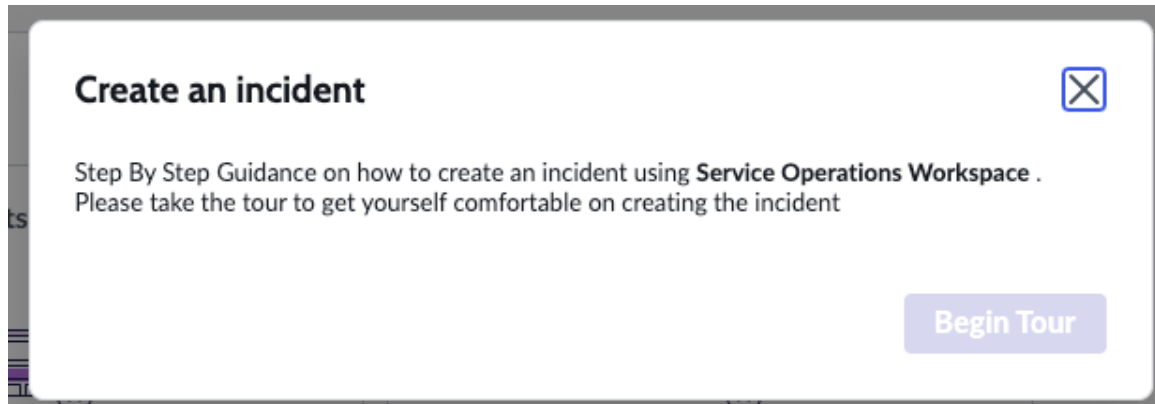 Create an incident
Step By Step Guidance on how to create an incident using Service Operations Workspace .
Please take the tour to get yourself comfortable on creating the incident
ts
Begin Tour